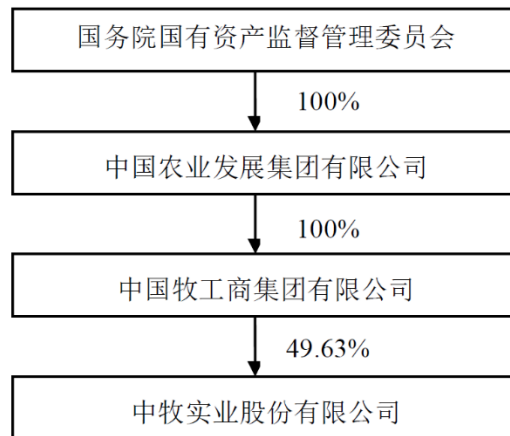 国务院国有资产监督管理委员会
100%
中国农业发展集团有限公司
100%
中国牧工商集团有限公司
49.63%
中牧实业股份有限公司